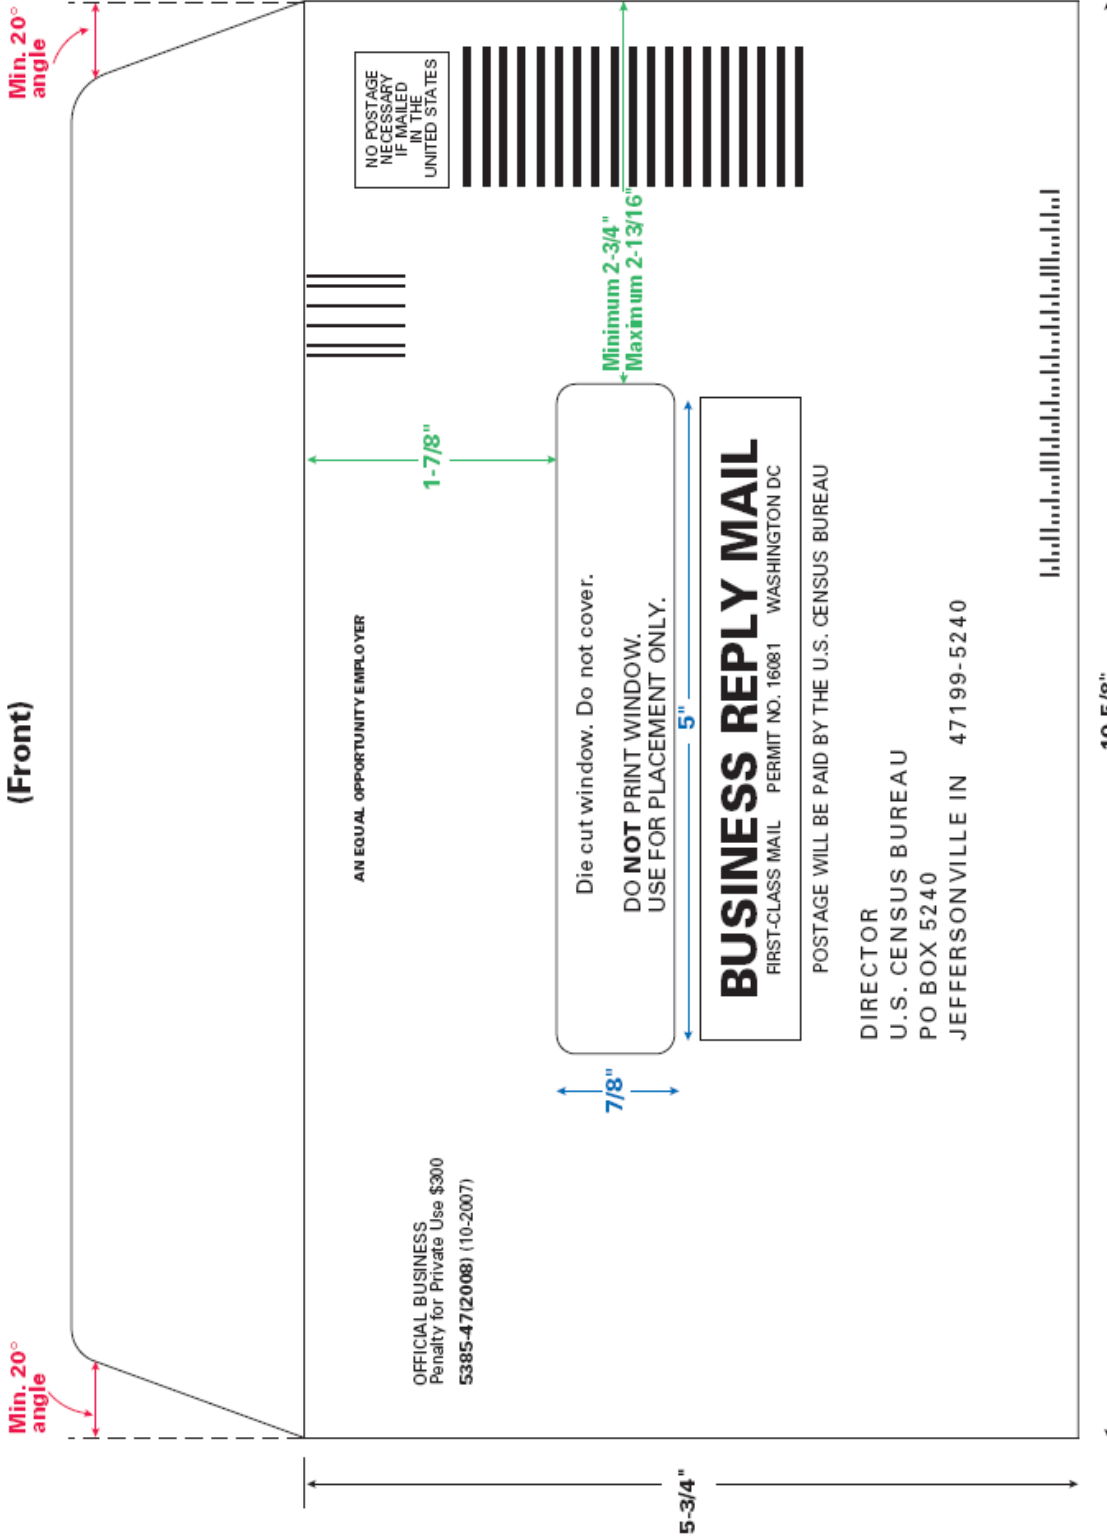 (Front)
Min. 20°
angle
Min. 20°
angle
NO POSTAGE
NECESSARY
IF MAILED
IN THE
UNITED STATES
AN EQUAL OPPORTUNITY EMPLOYER
OFFICIAL BUSINESS
Penalty for Private Use $300
5385-47(2008) (10-2007)
1-7/8"
Die cut window. Do not cover.
DO NOT PRINT WINDOW.
USE FOR PLACEMENT ONLY.
Minimum 2-3/4"
Maximum 2-13/16"
7/8"
5"
BUSINESS REPLY MAIL
FIRST-CLASS MAIL PERMIT NO. 16081 WASHINGTON DC
POSTAGE WILL BE PAID BY THE U.S. CENSUS BUREAU
DIRECTOR
U.S. CENSUS BUREAU
PO BOX 5240
JEFFERSONVILLE IN 47199-5240
5-3/4"